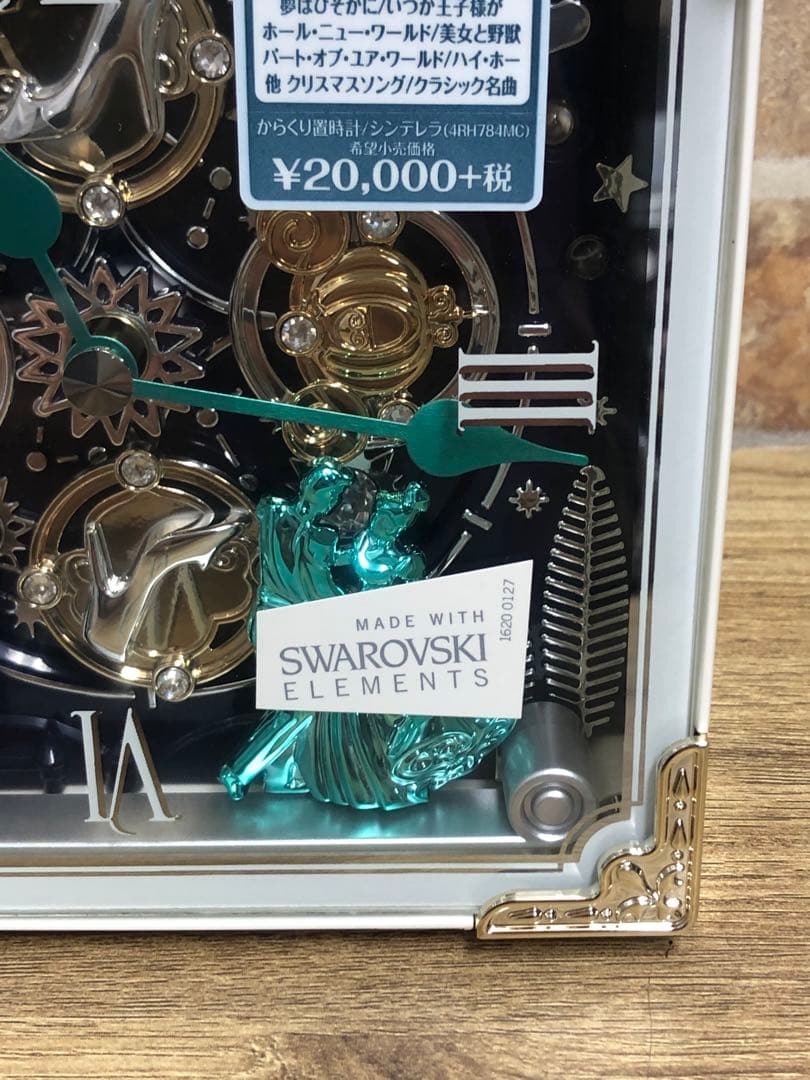 夢はひそかに/いつか王子様が
ホール・ニュー・ワールド/美女と野獣
パート・オブ・ユア・ワールド/ハイ・ホー
他 クリスマスソング/クラシック名曲
からくり置時計/シンデレラ(4RH784MC)
希望小売価格
¥20,000+税
III
MADE WITH
SWAROVSKI
ELEMENTS
1620 0127
VI